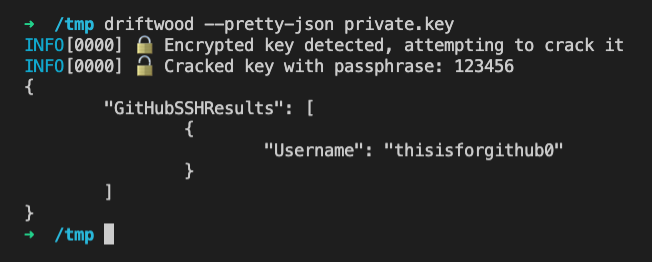 ➜  /tmp driftwood --pretty-json private.key
INFO[0000] 🔒 Encrypted key detected, attempting to crack it
INFO[0000] 🔓 Cracked key with passphrase: 123456
{
        "GitHubSSHResults": [
                {
                        "Username": "thisisforgithub0"
                }
        ]
}
➜  /tmp